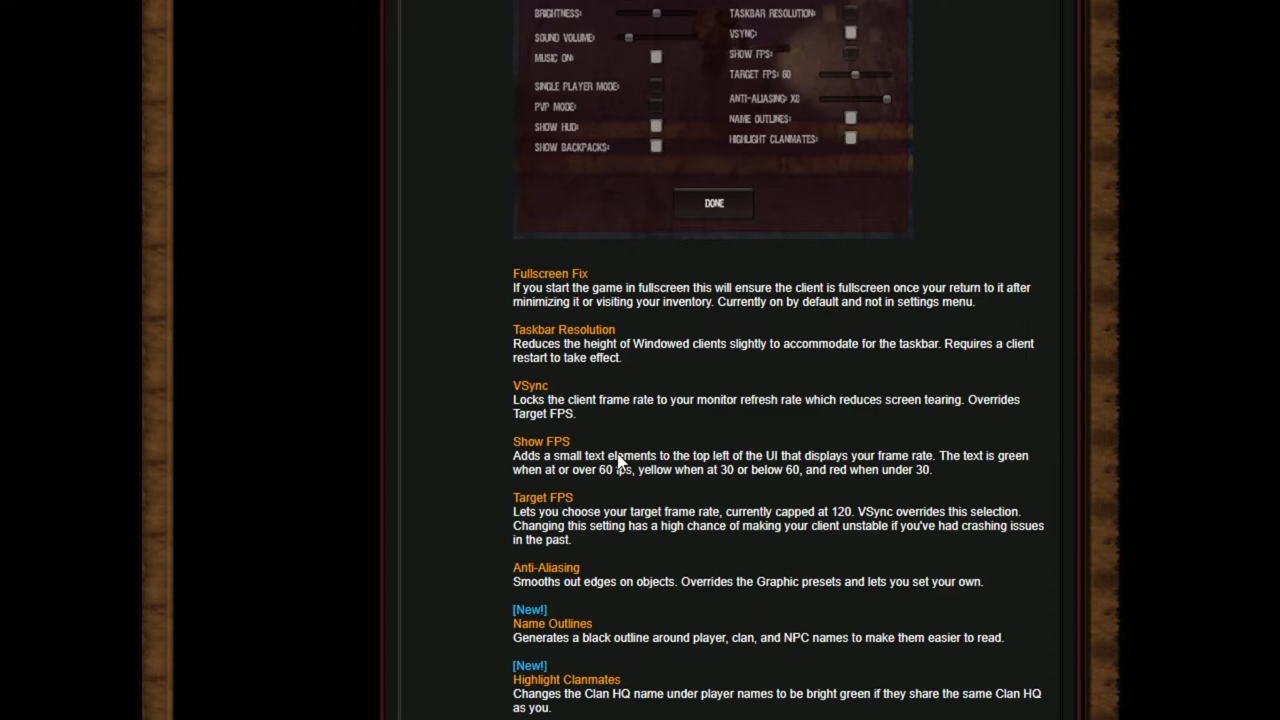 BRIGHTNESS:
SOUND VOLUME:
MUSIC ON:
SINGLE PLAYER MODE:
PVP MODE:
SHOW HUD:
SHOW BACKPACKS:
TASKBAR RESOLUTION:
VSYNC:
SHOW FPS:
TARGET FPS: 60
ANTI-ALIASING: X8
NAME OUTLINES:
HIGHLIGHT CLANMATES:
DONE
Fullscreen Fix
If you start the game in fullscreen this will ensure the client is fullscreen once your return to it after
minimizing it or visiting your inventory. Currently on by default and not in settings menu.
Taskbar Resolution
Reduces the height of Windowed clients slightly to accommodate for the taskbar. Requires a client
restart to take effect.
VSync
Locks the client frame rate to your monitor refresh rate which reduces screen tearing. Overrides
Target FPS.
Show FPS
Adds a small text elements to the top left of the UI that displays your frame rate. The text is green
when at or over 60 fps, yellow when at 30 or below 60, and red when under 30.
Target FPS
Lets you choose your target frame rate, currently capped at 120. VSync overrides this selection.
Changing this setting has a high chance of making your client unstable if you've had crashing issues
in the past.
Anti-Aliasing
Smooths out edges on objects. Overrides the Graphic presets and lets you set your own.
[New!]
Name Outlines
Generates a black outline around player, clan, and NPC names to make them easier to read.
[New!]
Highlight Clanmates
Changes the Clan HQ name under player names to be bright green if they share the same Clan HQ
as you.